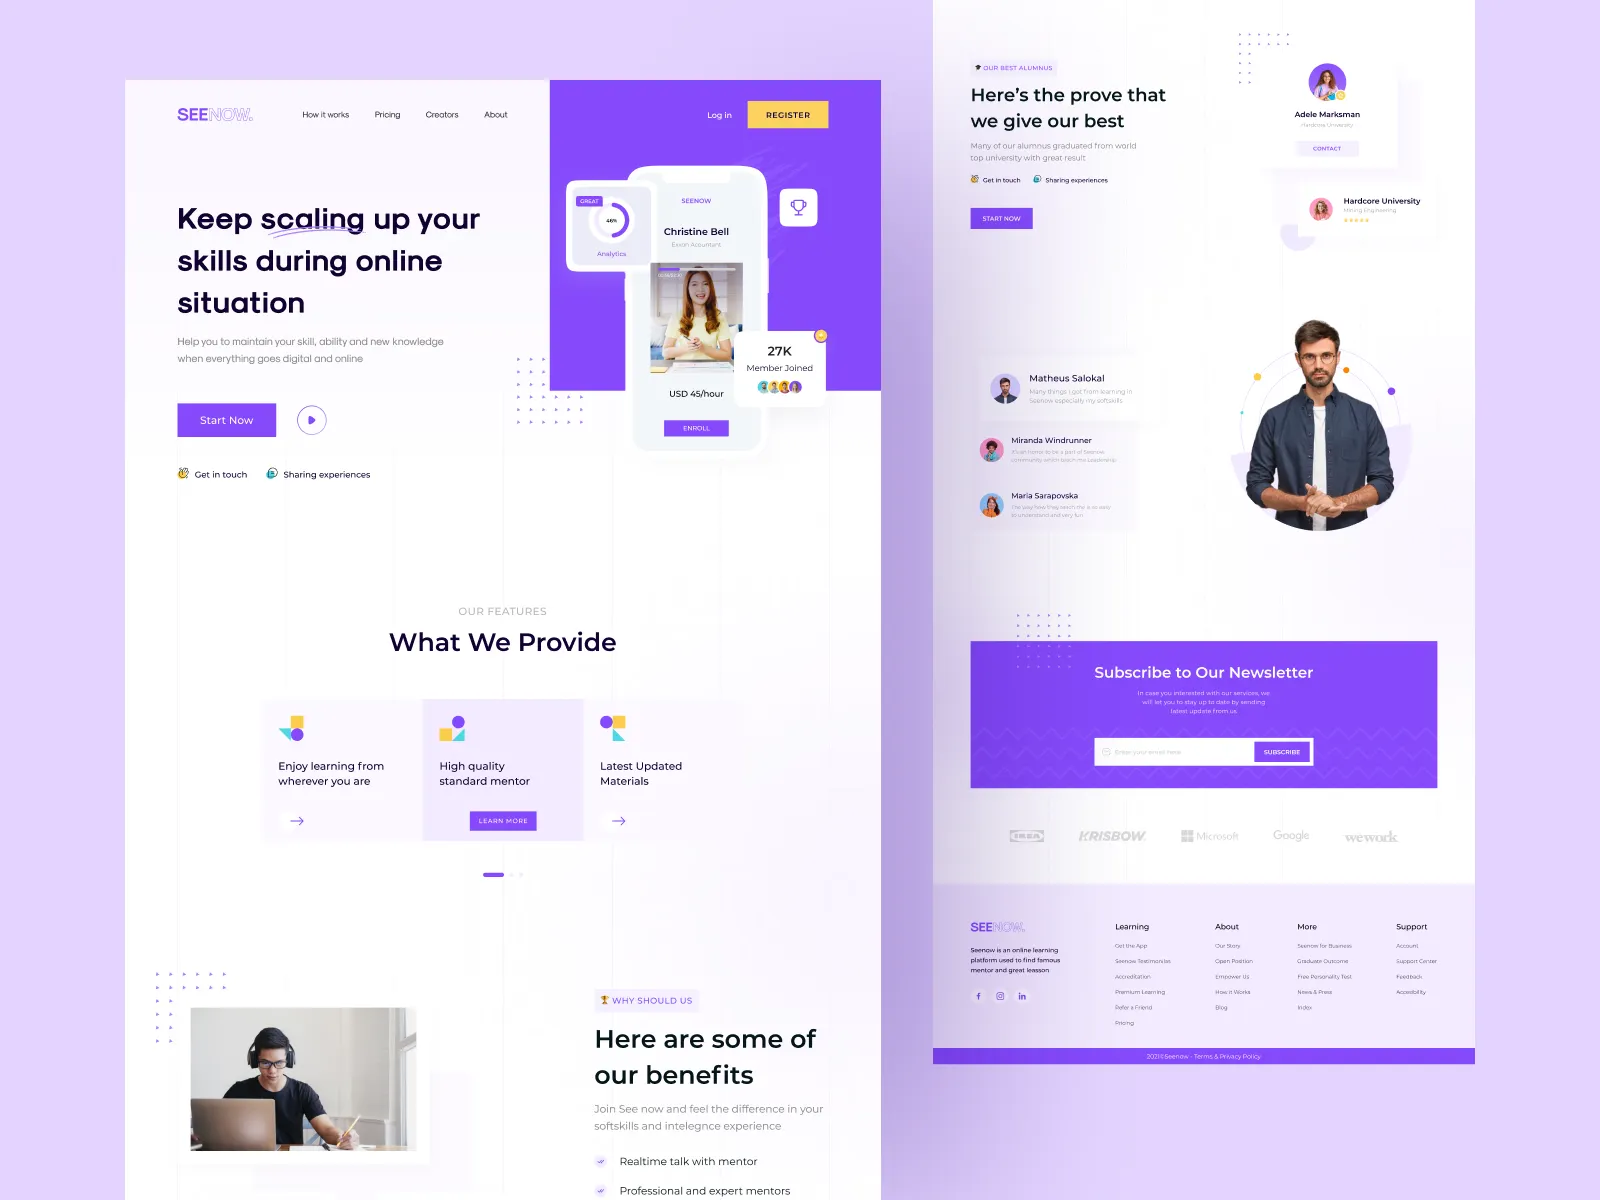 SEENOW.
How it works
Pricing
Creators
About
Log in
REGISTER
Keep scaling up your
skills during online
situation
Help you to maintain your skill, ability and new knowledge
when everything goes digital and online
Start Now
Get in touch
Sharing experiences
GREAT
46%
Analytics
SEENOW
Christine Bell
Exxon Acountant
27K
Member Joined
USD 45/hour
ENROLL
OUR FEATURES
What We Provide
Enjoy learning from
wherever you are
High quality
standard mentor
LEARN MORE
Latest Updated
Materials
WHY SHOULD US
Here are some of
our benefits
Join See now and feel the difference in your
softskills and intelegnce experience
Realtime talk with mentor
Professional and expert mentors
OUR BEST ALUMNUS
Here's the prove that
we give our best
Many of our alumnus graduated from world
top university with great result
Get in touch
Sharing experiences
START NOW
Adele Marksman
Hardcore University
CONTACT
Hardcore University
Mining Engineering
Matheus Salokal
Many things i got from learning in
Seenow especially my softskills
Miranda Windrunner
community which teach me Leadership
Maria Sarapovska
The way how they teach me is so easy
to understand and very fun
Subscribe to Our Newsletter
In case you interested with our services, we
will let you to stay up to date by sending
latest update from us
Enter your email here
SUBSCRIBE
IKEA
KRISBOW.
Microsoft
Google
wework
SEENOW.
Seenow is an online learning
platform used to find famous
mentor and great leasson
Learning
Get the App
Seenow Testimonias
Accreditation
Premium Learning
Refer a Friend
Pricing
About
Our Story
Open Position
Empower Us
How it Works
Blog
More
Seenow for Business
Graduate Outcome
Free Personality Test
News & Press
Index
Support
Account
Support Center
Feedback
Accesbility
2021©Seenow - Terms & Privacy Policy